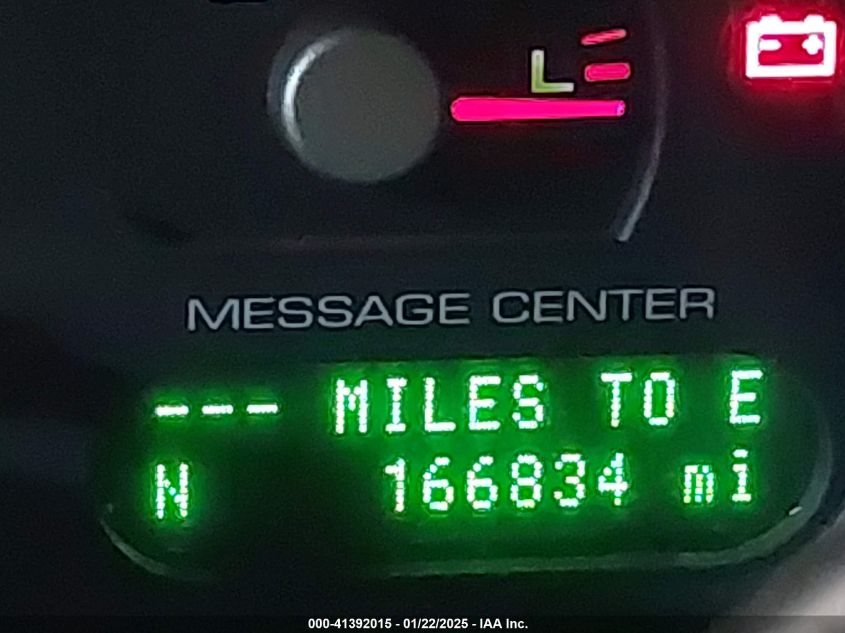 L
MESSAGE CENTER
--- MILES TO E
N 166834 mi
000-41392015 - 01/22/2025 - IAA Inc.